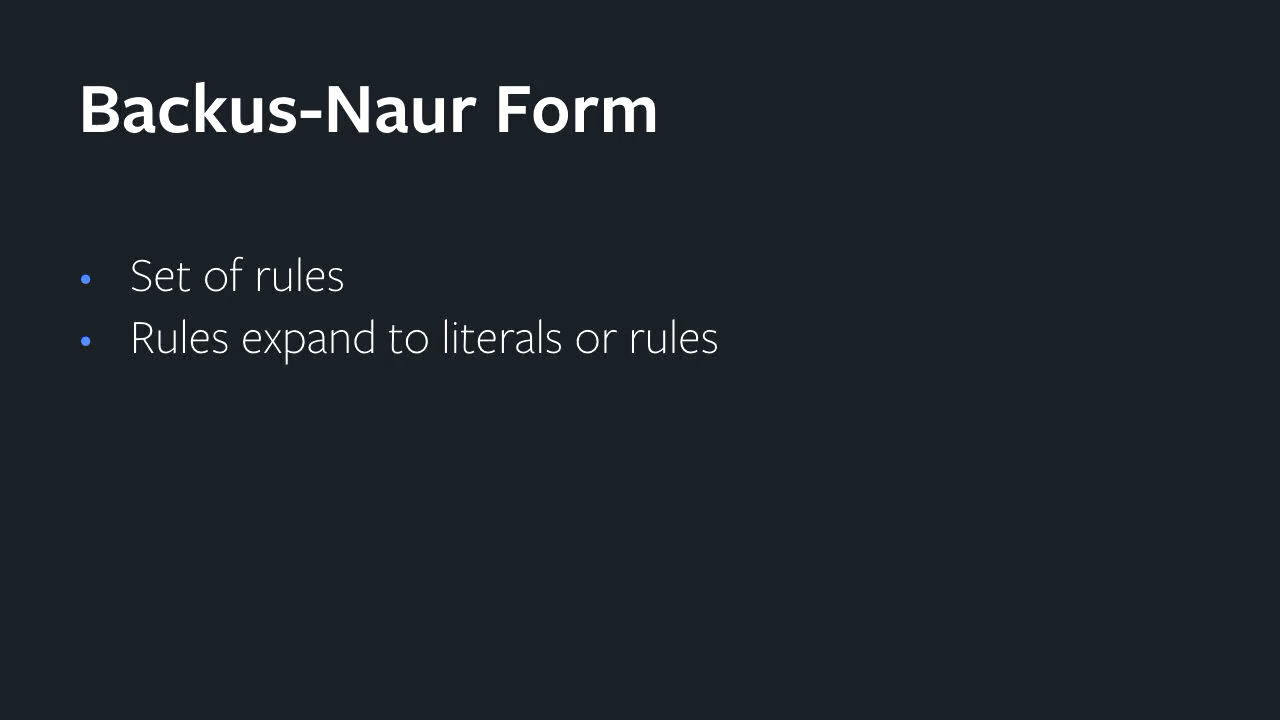 Backus-Naur Form
• Set of rules
• Rules expand to literals or rules